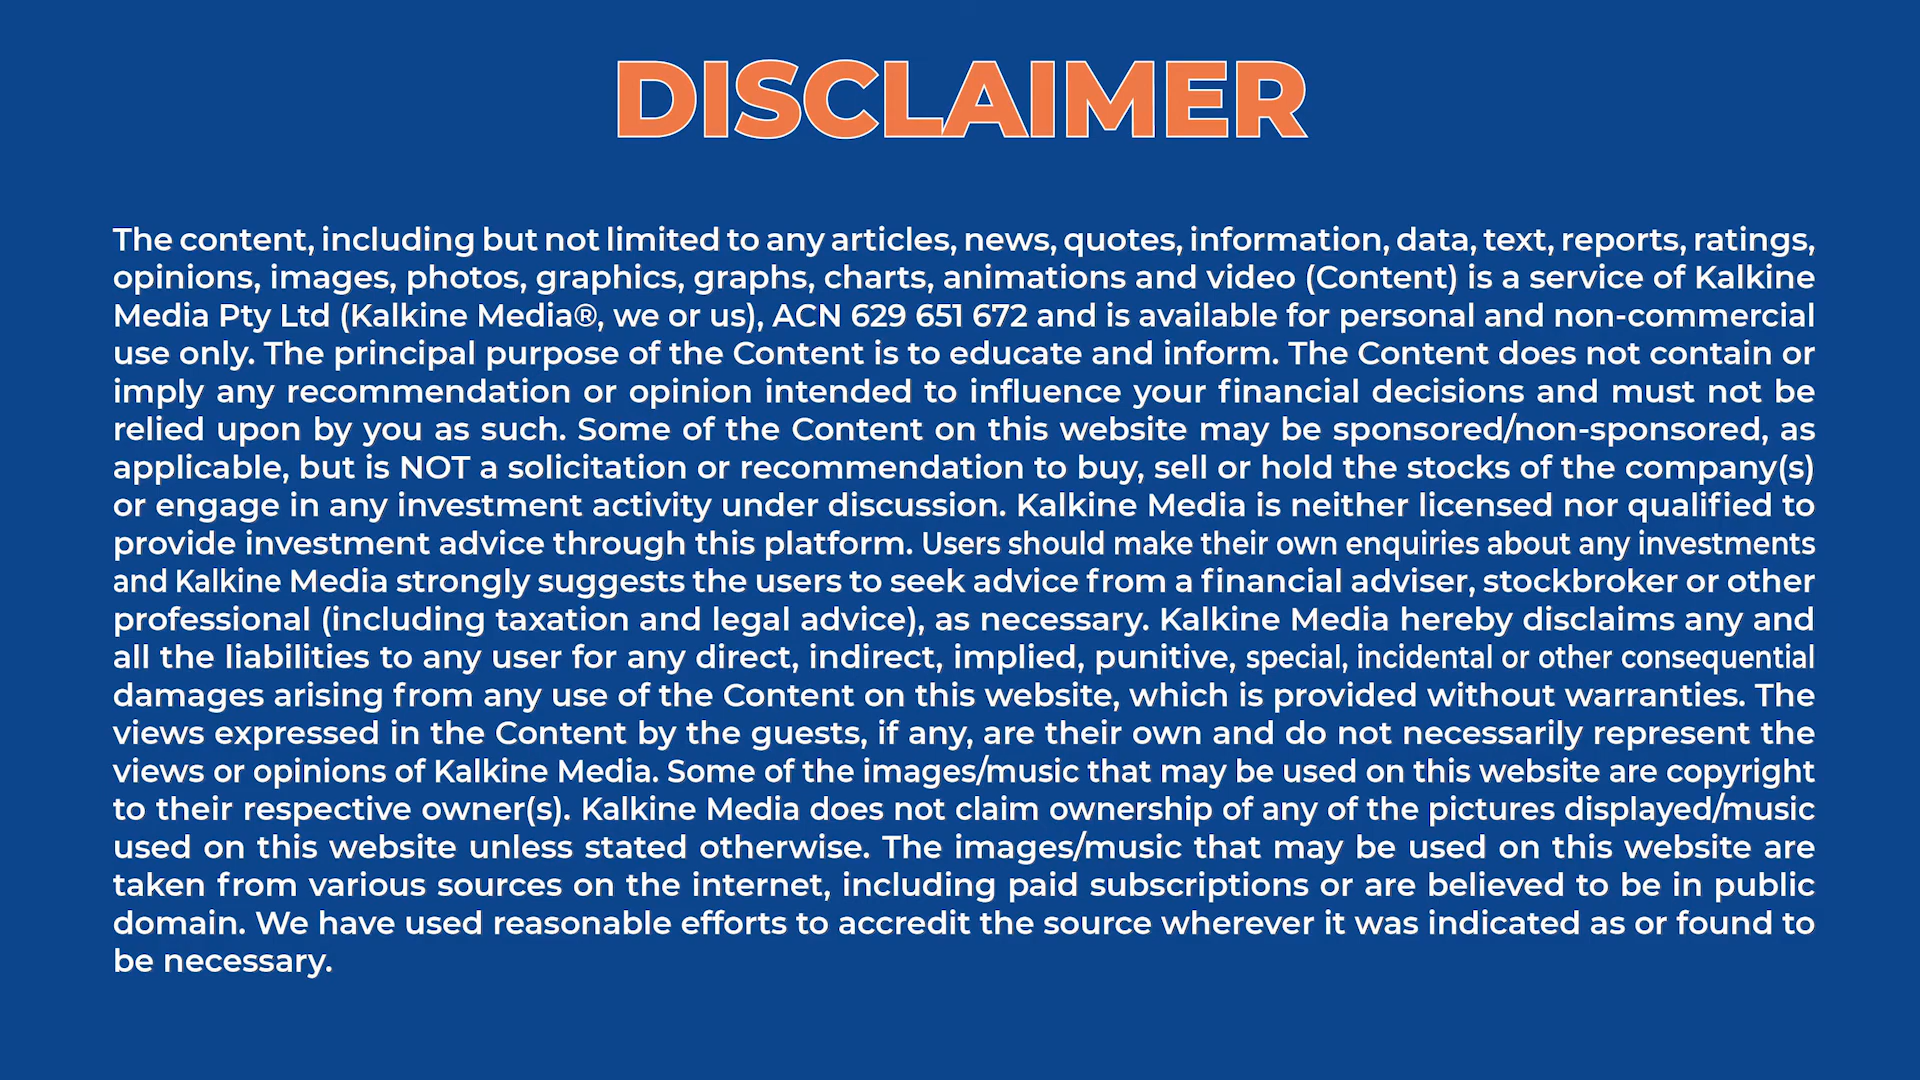 DISCLAIMER
The content, including but not limited to any articles, news, quotes, information, data, text, reports, ratings,
opinions, images, photos, graphics, graphs, charts, animations and video (Content) is a service of Kalkine
Media Pty Ltd (Kalkine Media®, we or us), ACN 629 651 672 and is available for personal and non-commercial
use only. The principal purpose of the Content is to educate and inform. The Content does not contain or
imply any recommendation or opinion intended to influence your financial decisions and must not be
relied upon by you as such. Some of the Content on this website may be sponsored/non-sponsored, as
applicable, but is NOT a solicitation or recommendation to buy, sell or hold the stocks of the company(s)
or engage in any investment activity under discussion. Kalkine Media is neither licensed nor qualified to
provide investment advice through this platform. Users should make their own enquiries about any investments
and Kalkine Media strongly suggests the users to seek advice from a financial adviser, stockbroker or other
professional (including taxation and legal advice), as necessary. Kalkine Media hereby disclaims any and
all the liabilities to any user for any direct, indirect, implied, punitive, special, incidental or other consequential
damages arising from any use of the Content on this website, which is provided without warranties. The
views expressed in the Content by the guests, if any, are their own and do not necessarily represent the
views or opinions of Kalkine Media. Some of the images/music that may be used on this website are copyright
to their respective owner(s). Kalkine Media does not claim ownership of any of the pictures displayed/music
used on this website unless stated otherwise. The images/music that may be used on this website are
taken from various sources on the internet, including paid subscriptions or are believed to be in public
domain. We have used reasonable efforts to accredit the source wherever it was indicated as or found to
be necessary.